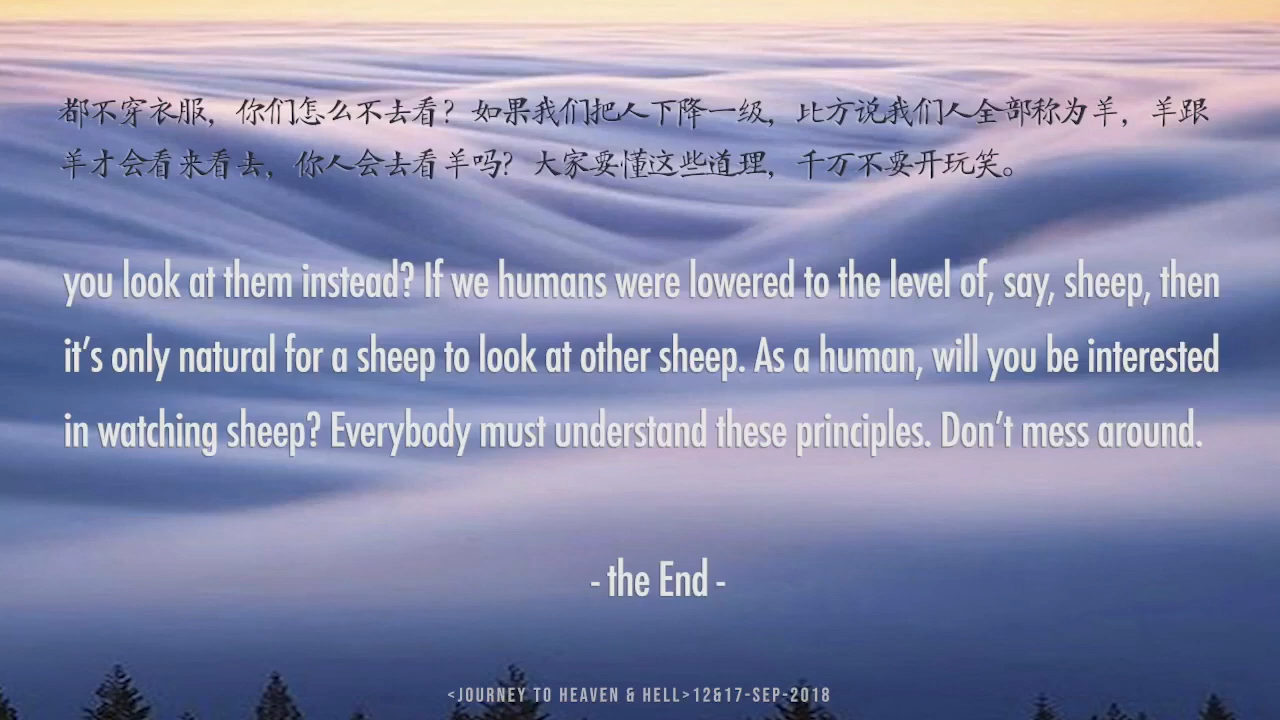 都不穿衣服，你们怎么不去看？如果我们把人下降一级，比方说我们人全部称为羊，羊跟
羊才会看来看去，你人会去看羊吗？大家要懂这些道理，千万不要开玩笑。
you look at them instead? If we humans were lowered to the level of, say, sheep, then
it’s only natural for a sheep to look at other sheep. As a human, will you be interested
in watching sheep? Everybody must understand these principles. Don’t mess around.
- the End -
<JOURNEY TO HEAVEN & HELL>12&17-SEP-2018